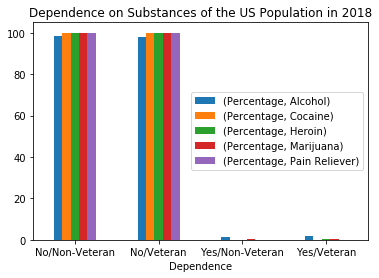 Dependence on Substances of the US Population in 2018
100
80
60
40
20
0
(Percentage, Alcohol)
(Percentage, Cocaine)
(Percentage, Heroin)
(Percentage, Marijuana)
(Percentage, Pain Reliever)
No/Non-Veteran No/Veteran Yes/Non-Veteran Yes/Veteran
Dependence